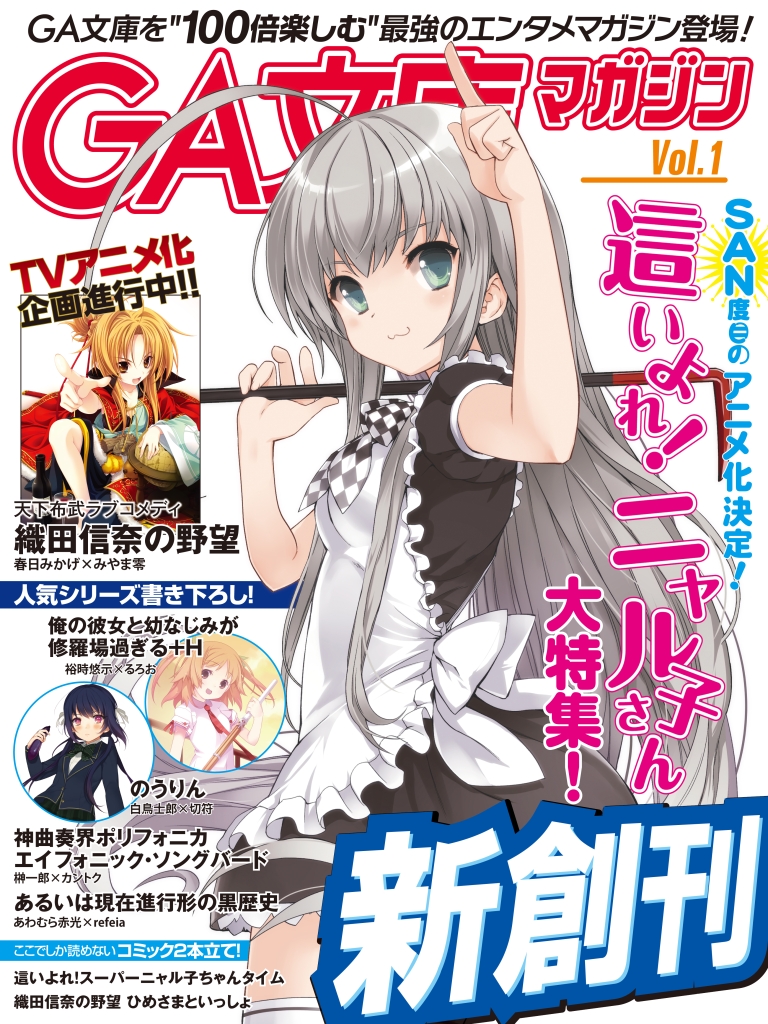 GA文庫を"100倍楽しむ"最強のエンタメマガジン登場!
GA文庫マガジン
Vol.1
SAN度目のアニメ化決定!
這いよれ!ニャル子さん
大特集!
TVアニメ化
企画進行中!!
天下布武ラブコメディ
織田信奈の野望
春日みかげ×みやま零
人気シリーズ書き下ろし!
俺の彼女と幼なじみが
修羅場過ぎる+H
裕時悠示×るろお
のうりん
白鳥士郎×切符
神曲奏界ポリフォニカ
エイフォニック・ソングバード
榊一郎×カントク
あるいは現在進行形の黒歴史
あわむら赤光×refeia
ここでしか読めない コミック2本立て!
這いよれ!スーパーニャル子ちゃんタイム
織田信奈の野望 ひめさまといっしょ
新創刊